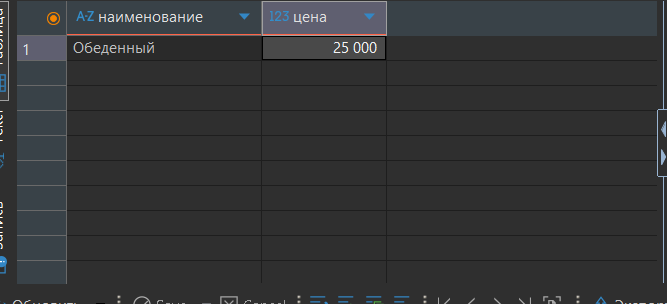 A-Z наименование 123 цена
1 Обеденный 25 000
Save Cancel